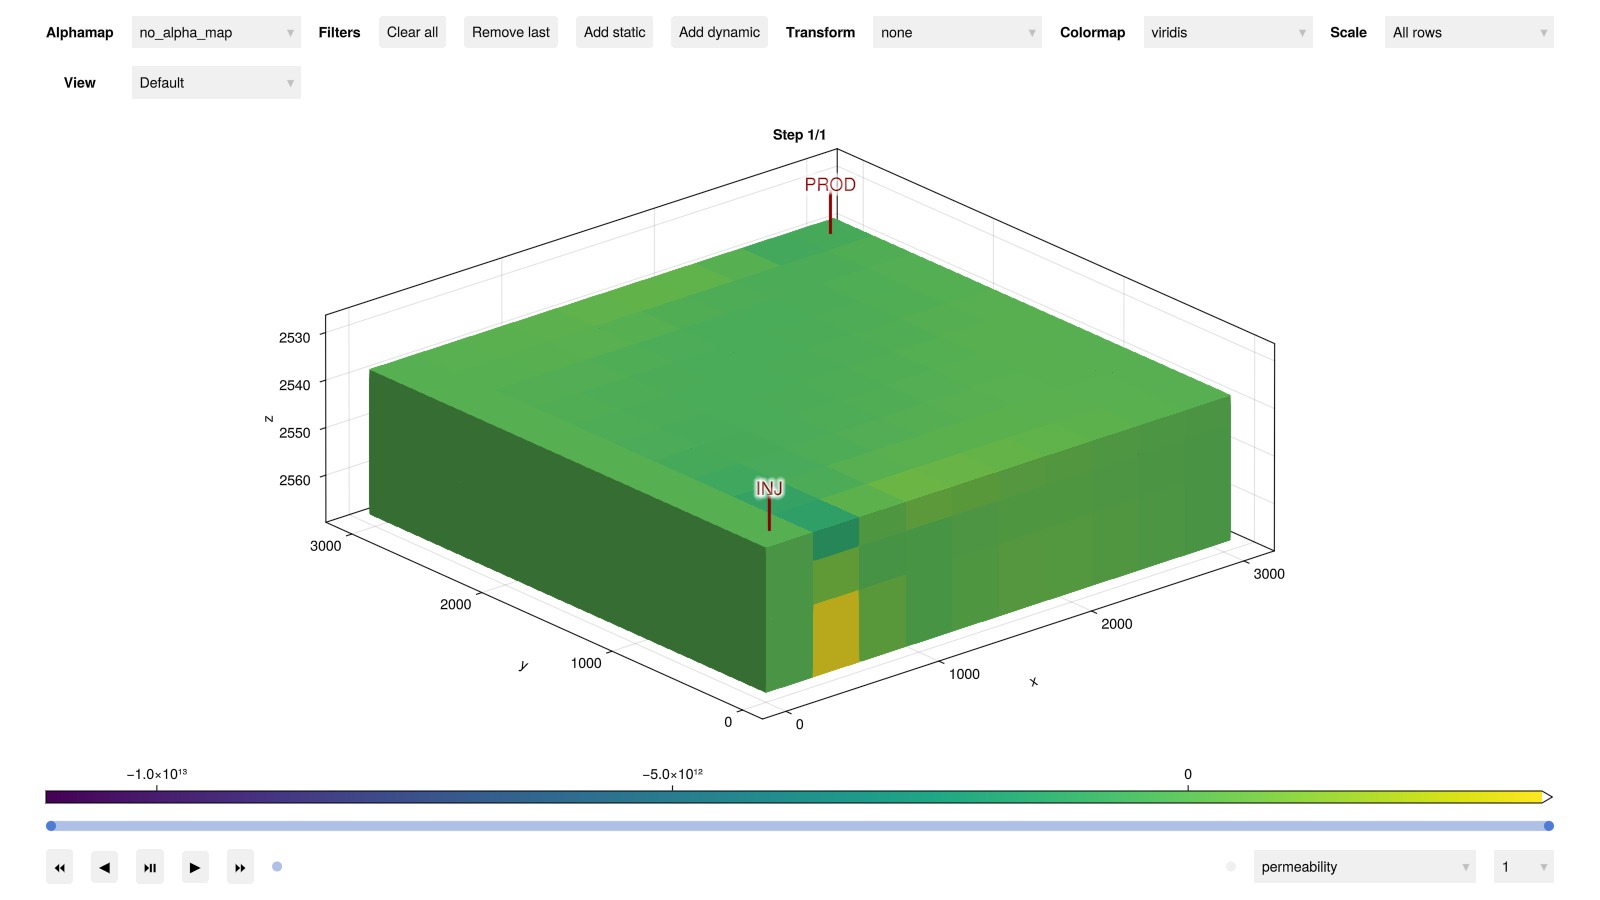 Alphamap no_alpha_map Filters Clear all Remove last Add static Add dynamic Transform none Colormap viridis Scale All rows
View Default
Step 1/1
PROD
2530
2540
z
2550
2560
INJ
3000
2000
y
1000
0
0
1000
x
2000
3000
−1.0×10¹³ −5.0×10¹² 0
permeability 1